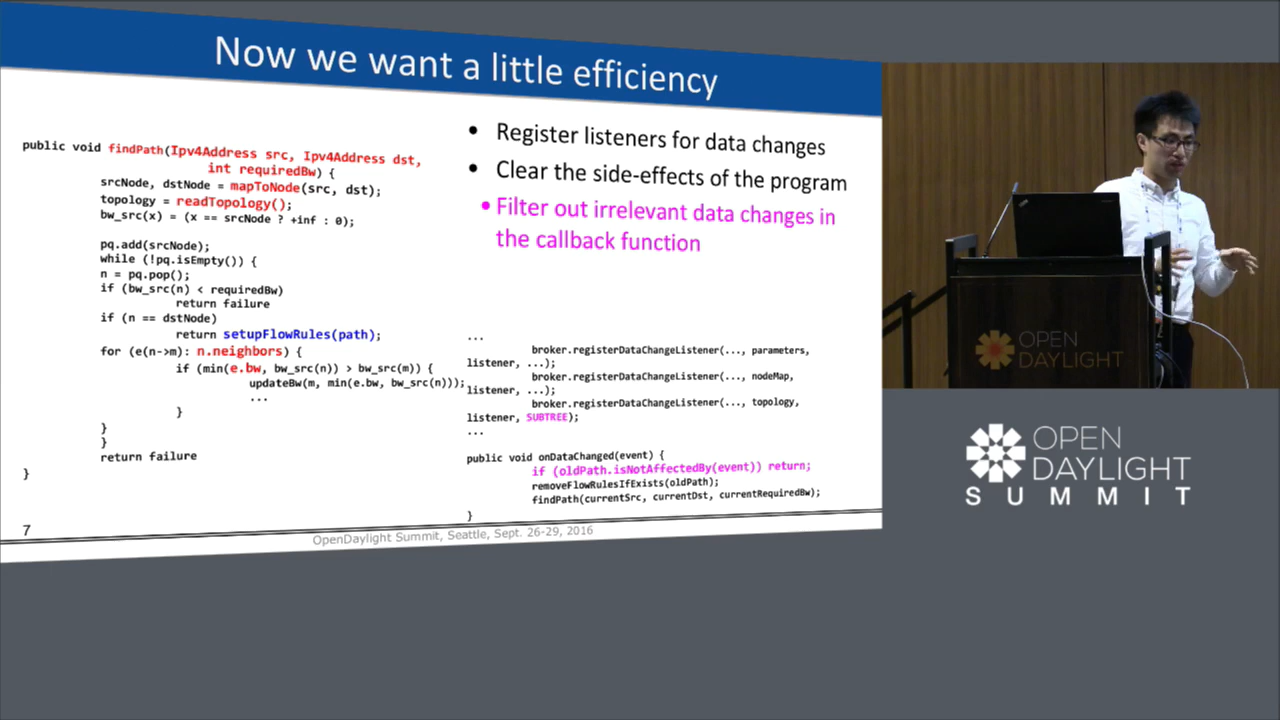 Now we want a little efficiency
public void findPath(Ipv4Address src, Ipv4Address dst,
int requiredBw) {
srcNode, dstNode = mapToNode(src, dst);
topology = readTopology();
bw_src(x) = (x == srcNode ? +inf : 0);
pq.add(srcNode);
while (!pq.isEmpty()) {
n = pq.pop();
if (bw_src(n) < requiredBw)
return failure
if (n == dstNode)
return setupFlowRules(path);
for (e(n->m): n.neighbors) {
if (min(e.bw, bw_src(n)) > bw_src(m)) {
updateBw(m, min(e.bw, bw_src(n)));
...
}
}
}
return failure
}
• Register listeners for data changes
• Clear the side-effects of the program
• Filter out irrelevant data changes in
the callback function
...
broker.registerDataChangeListener(..., parameters,
listener, ...);
broker.registerDataChangeListener(..., nodeMap,
listener, ...);
broker.registerDataChangeListener(..., topology,
listener, SUBTREE);
...
public void onDataChanged(event) {
if (oldPath.isNotAffectedBy(event)) return;
removeFlowRulesIfExists(oldPath);
findPath(currentSrc, currentDst, currentRequiredBw);
}
7
OpenDaylight Summit, Seattle, Sept. 26-29, 2016
OPEN
DAYLIGHT
OPEN
DAYLIGHT
SUMMIT